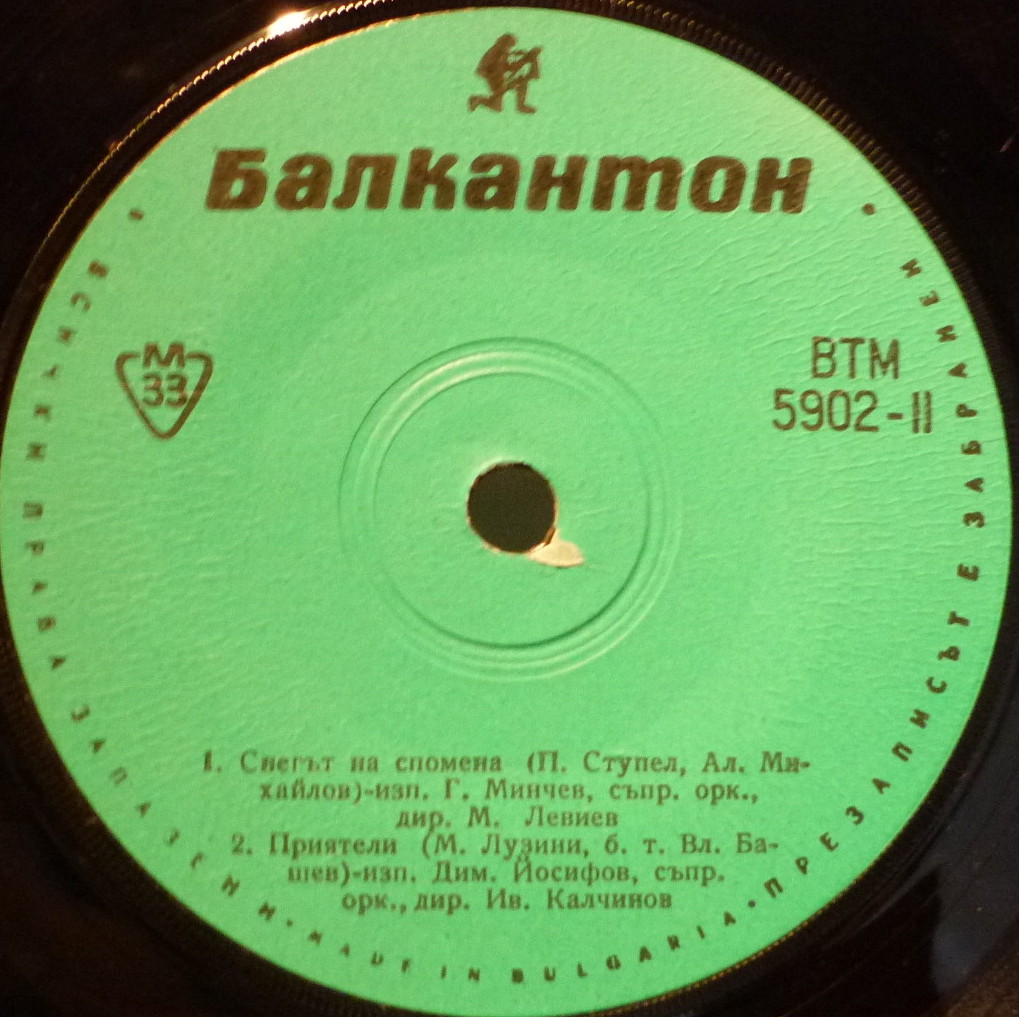 Балкантон
М
33
ВТМ
5902-II
1. Снегът на спомена (П. Ступел, Ал. Ми-
хайлов)-изп. Г. Минчев, съпр. орк.,
дир. М. Левиев
2. Приятели (М. Лузини, б. т. Вл. Ба-
шев)-изп. Дим. Йосифов, съпр.
орк., дир. Ив. Калчинов
• ВСИЧКИ ПРАВА ЗАПАЗЕНИ • MADE IN BULGARIA • ПРЕЗАПИСЪТ Е ЗАБРАНЕН •